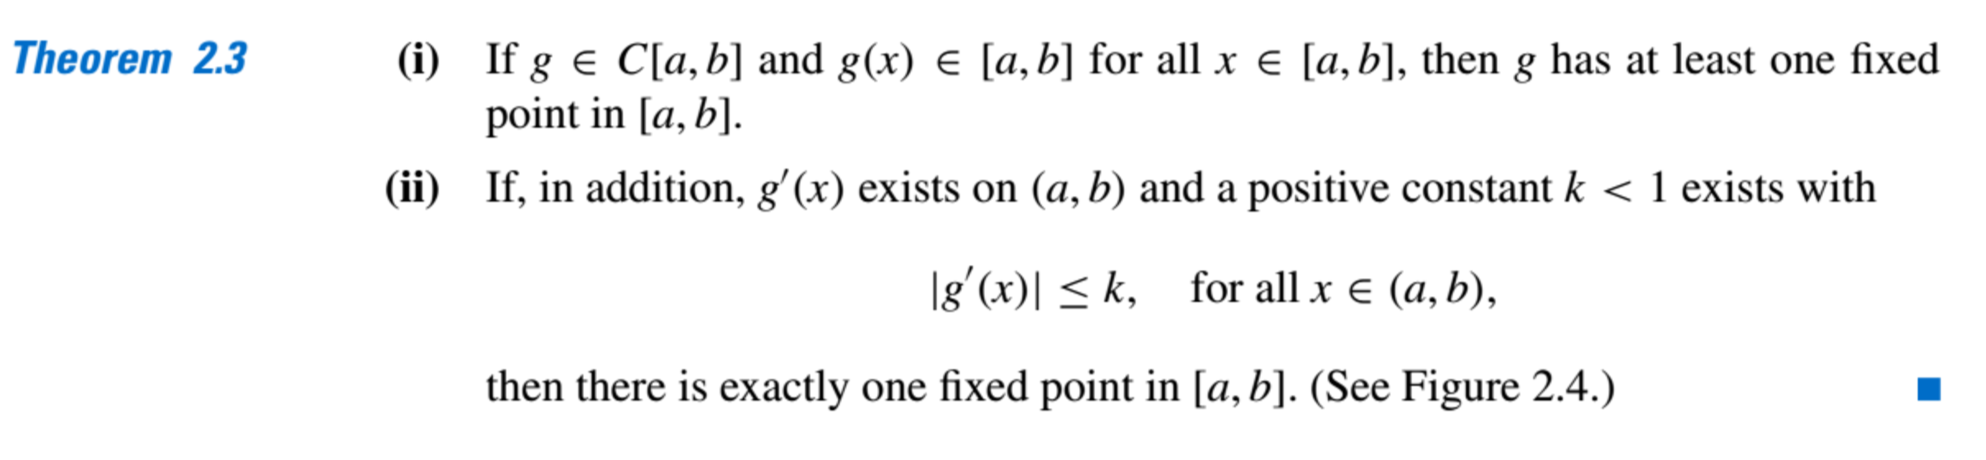 Theorem 2.3 (i) If g ∈ C[a, b] and g(x) ∈ [a, b] for all x ∈ [a, b], then g has at least one fixed
point in [a, b].
(ii) If, in addition, g′(x) exists on (a, b) and a positive constant k < 1 exists with
|g′(x)| ≤ k, for all x ∈ (a, b),
then there is exactly one fixed point in [a, b]. (See Figure 2.4.) ■